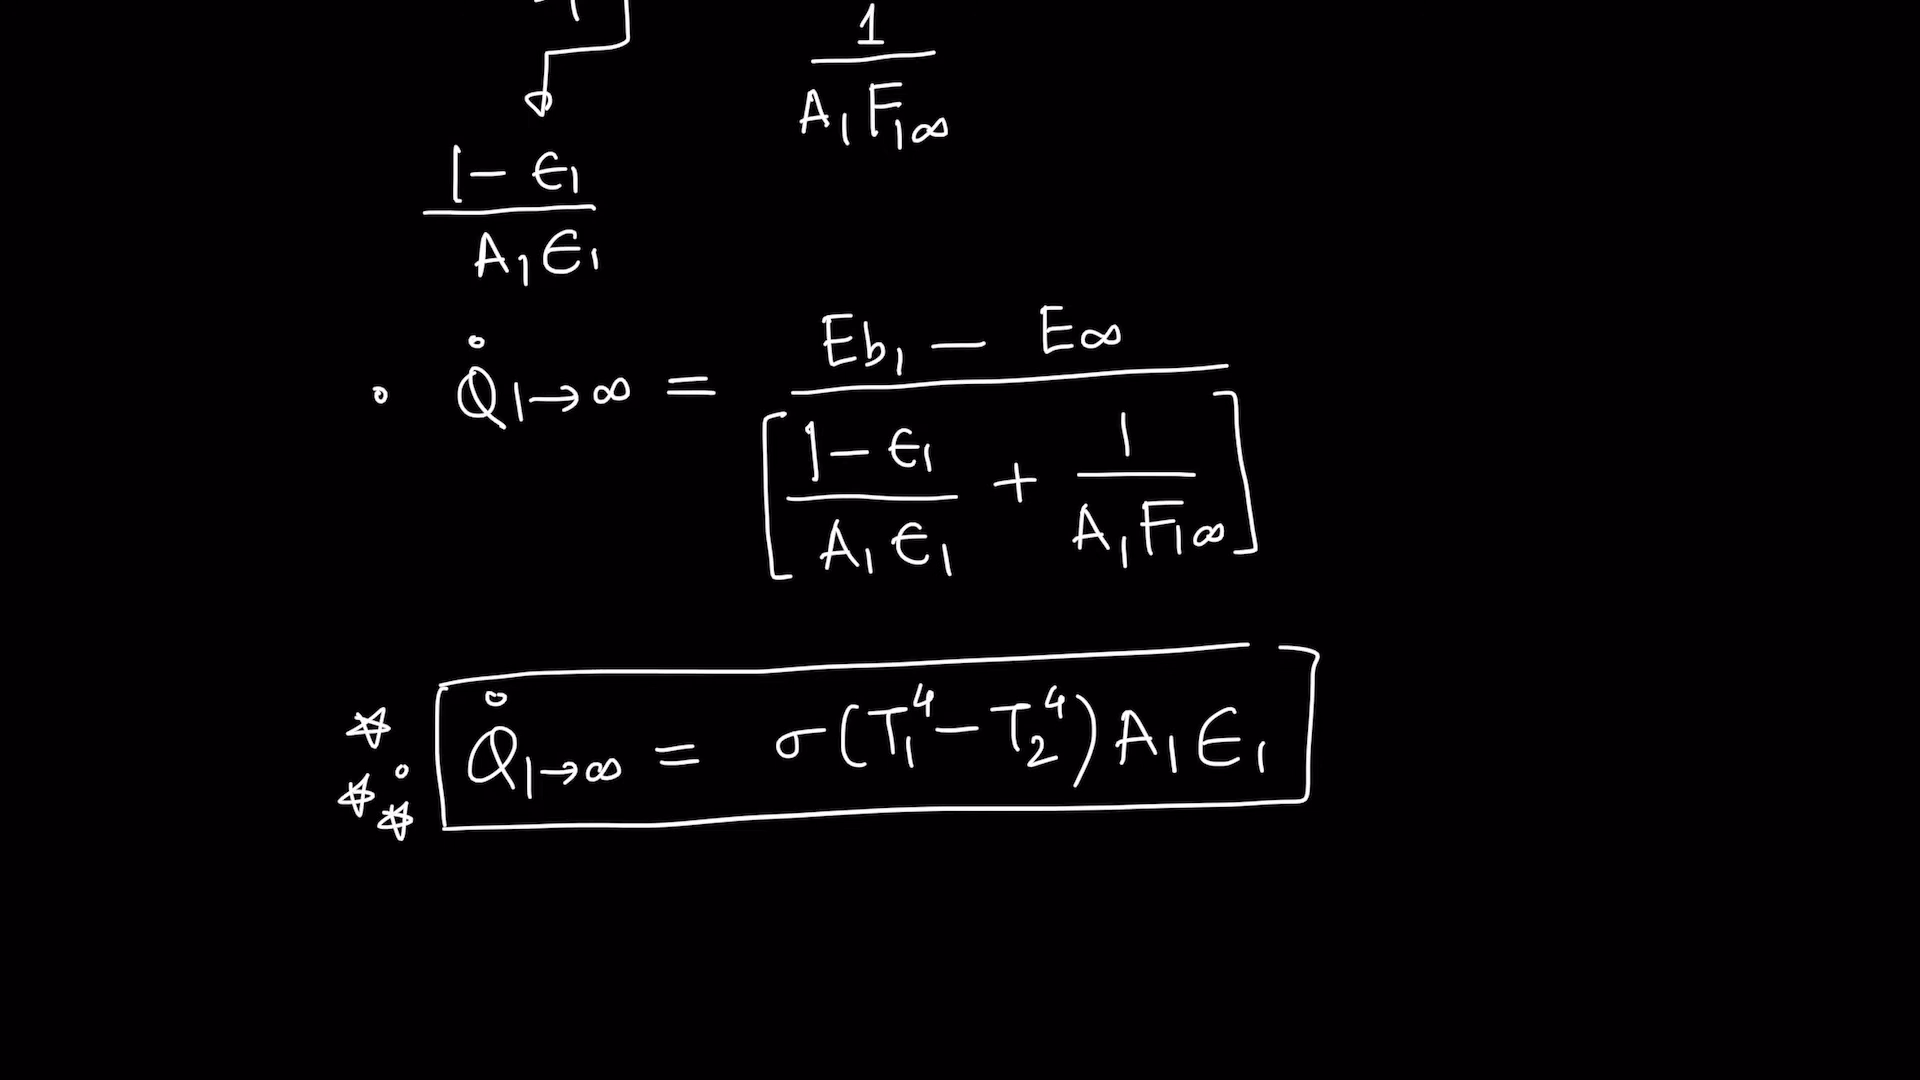 1
A₁F₁∞
1 - ϵ₁
A₁ϵ₁
Q̇₁→∞ = (Eb₁ - E∞) / [(1 - ϵ₁)/(A₁ϵ₁) + 1/(A₁F₁∞)]
Q̇₁→∞ = σ(T₁⁴ - T₂⁴)A₁ϵ₁